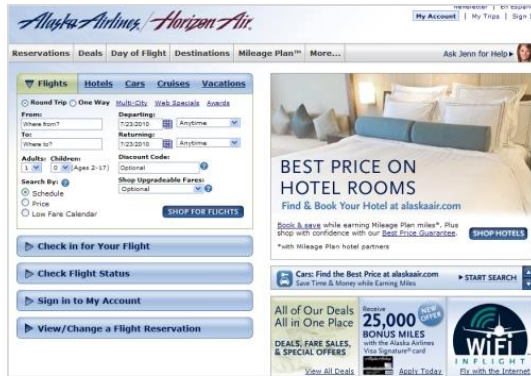 Newsletter | En Españ
Alaska Airlines / Horizon Air.
My Account | My Trips | Sign
Reservations Deals Day of Flight Destinations Mileage Plan™ More...
Ask Jenn for Help
Flights Hotels Cars Cruises Vacations
Round Trip One Way Multi-City Web Specials Awards
From: Departing:
Where from? 7/23/2010 Anytime
To: Returning:
Where to? 7/23/2010 Anytime
Adults: Children: Discount Code:
1 0 (Ages 2-17) Optional
Search By: Shop Upgradeable Fares:
Schedule Optional
Price
Low Fare Calendar
SHOP FOR FLIGHTS
Check in for Your Flight
Check Flight Status
Sign in to My Account
View/Change a Flight Reservation
BEST PRICE ON
HOTEL ROOMS
Find & Book Your Hotel at alaskaair.com
Book & save while earning Mileage Plan miles*. Plus
shop with confidence with our Best Price Guarantee.
SHOP HOTELS
*with Mileage Plan hotel partners
Cars: Find the Best Price at alaskaair.com
Save Time & Money while Earning Miles
START SEARCH
All of Our Deals
All in One Place
DEALS, FARE SALES,
& SPECIAL OFFERS
View All Deals
Receive
NEW OFFER
25,000
BONUS MILES
with the Alaska Airlines
Visa Signature® card
Apply Today
WiFi
INFLIGHT
Fly with the Internet